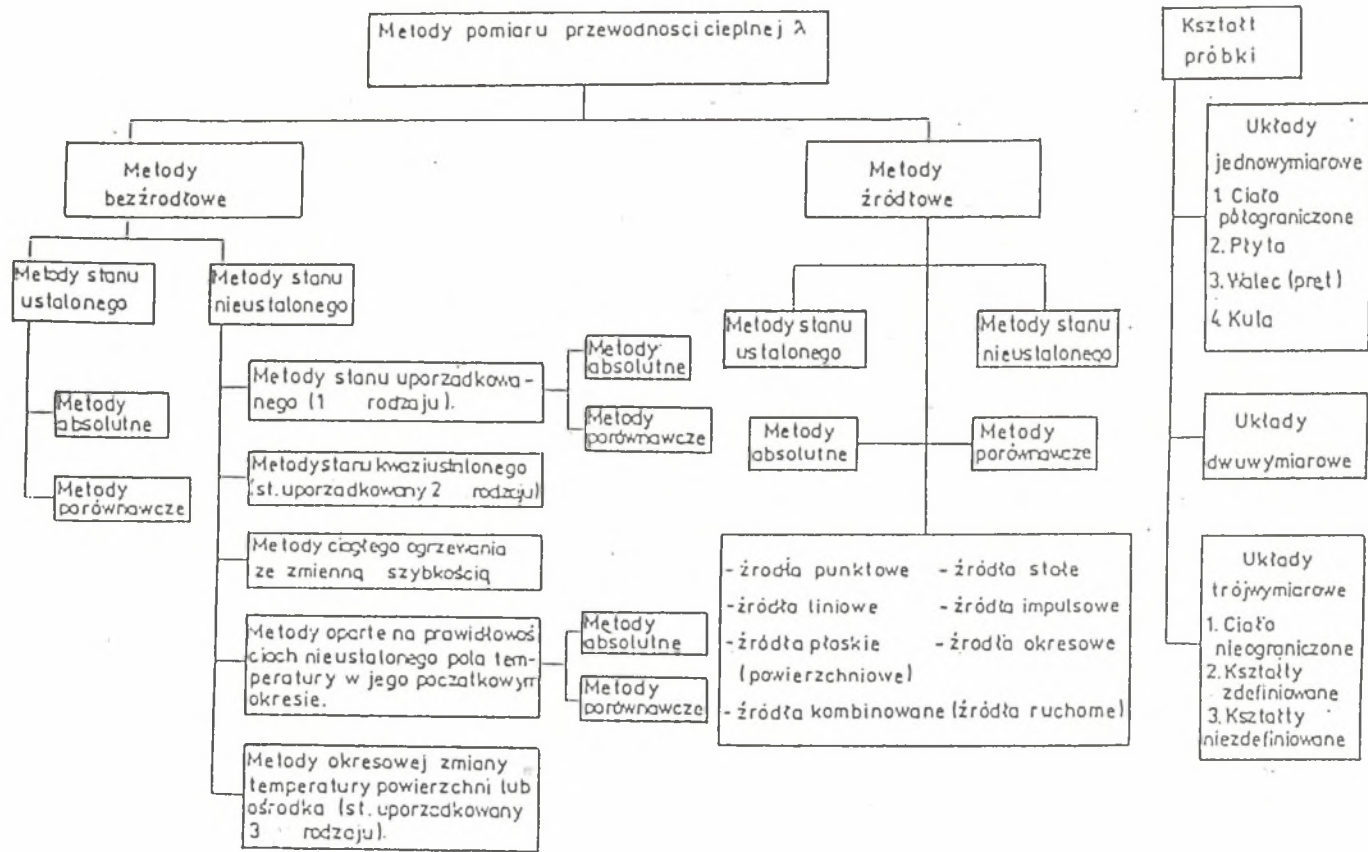 Metody pomiaru przewodności cieplnej λ
Metody
bezźrodłowe
Metody stanu
ustalonego
Metody
absolutne
Metody
porównawcze
Metody stanu
nieustalonego
Metody stanu uporządkowa-
nego (1 rodzaju).
Metody
absolutne
Metody
porównawcze
Metody stanu kwaziustalonego
(st. uporządkowany 2 rodzaju)
Metody ciągłego ogrzewania
ze zmienną szybkością
Metody oparte na prawidłowoś
ciach nieustalonego pola tem-
peratury w jego początkowym
okresie.
Metody
absolutne
Metody
porównawcze
Metody okresowej zmiany
temperatury powierzchni lub
ośrodka (st. uporządkowany
3 rodzaju).
Metody
źródłowe
Metody stanu
ustalonego
Metody stanu
nieustalonego
Metody
absolutne
Metody
porównawcze
- źrodła punktowe - źródła stałe
- źródła liniowe - źródła impulsowe
- źródła płaskie - źrodła okresowe
(powierzchniowe)
- źródła kombinowane (źródła ruchome)
Kształt
próbki
Układy
jednowymiarowe
1. Ciało
półograniczone
2. Płyta
3. Walec (pręt)
4. Kula
Układy
dwuwymiarowe
Układy
trójwymiarowe
1. Ciało
nieograniczone
2. Kształty
zdefiniowane
3. Kształty
niezdefiniowane